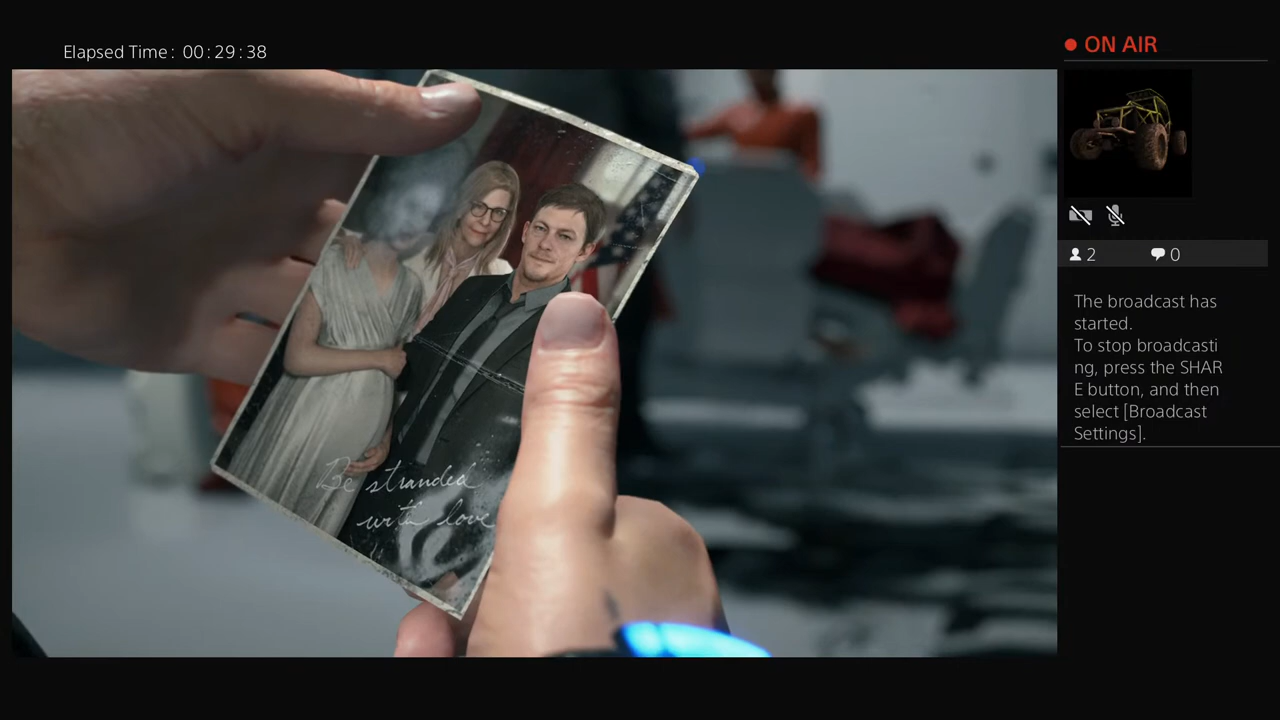 Elapsed Time: 00:29:38
ON AIR
2
0
The broadcast has
started.
To stop broadcasti
ng, press the SHAR
E button, and then
select [Broadcast
Settings].
Be stranded
with love